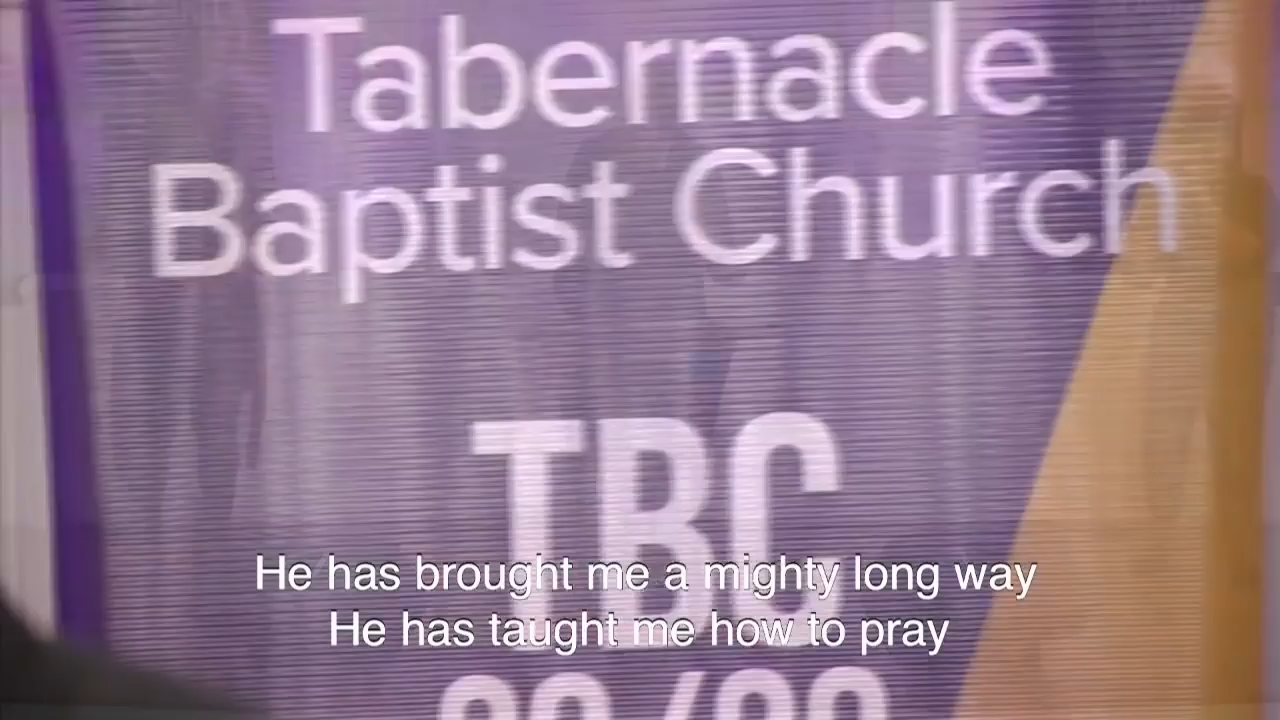 Tabernacle
Baptist Church
TBC
He has brought me a mighty long way
He has taught me how to pray